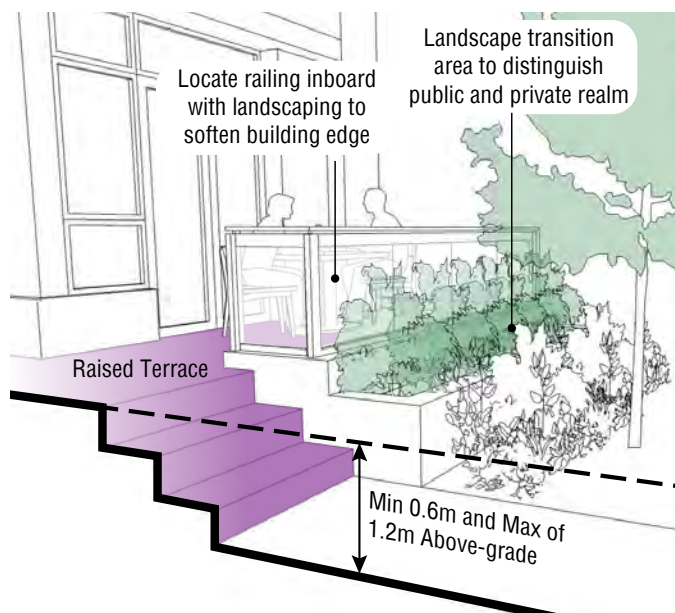 Locate railing inboard
with landscaping to
soften building edge
Landscape transition
area to distinguish
public and private realm
Raised Terrace
Min 0.6m and Max of
1.2m Above-grade